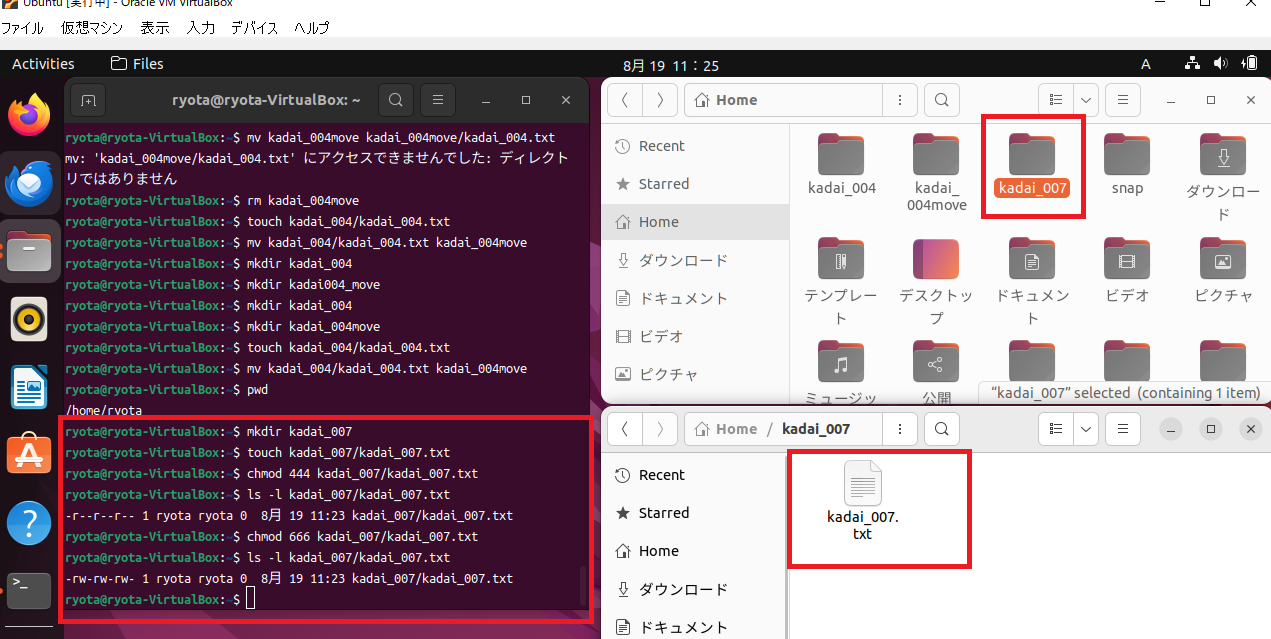 Ubuntu [実行中] - Oracle VM VirtualBox
ファイル 仮想マシン 表示 入力 デバイス ヘルプ
Activities Files 8月 19 11：25 A
ryota@ryota-VirtualBox: ~
ryota@ryota-VirtualBox:~$ mv kadai_004move kadai_004move/kadai_004.txt
mv: 'kadai_004move/kadai_004.txt' にアクセスできませんでした: ディレクト
リではありません
ryota@ryota-VirtualBox:~$ rm kadai_004move
ryota@ryota-VirtualBox:~$ touch kadai_004/kadai_004.txt
ryota@ryota-VirtualBox:~$ mv kadai_004/kadai_004.txt kadai_004move
ryota@ryota-VirtualBox:~$ mkdir kadai_004
ryota@ryota-VirtualBox:~$ mkdir kadai004_move
ryota@ryota-VirtualBox:~$ mkdir kadai_004
ryota@ryota-VirtualBox:~$ mkdir kadai_004move
ryota@ryota-VirtualBox:~$ touch kadai_004/kadai_004.txt
ryota@ryota-VirtualBox:~$ mv kadai_004/kadai_004.txt kadai_004move
ryota@ryota-VirtualBox:~$ pwd
/home/ryota
ryota@ryota-VirtualBox:~$ mkdir kadai_007
ryota@ryota-VirtualBox:~$ touch kadai_007/kadai_007.txt
ryota@ryota-VirtualBox:~$ chmod 444 kadai_007/kadai_007.txt
ryota@ryota-VirtualBox:~$ ls -l kadai_007/kadai_007.txt
-r--r--r-- 1 ryota ryota 0  8月 19 11:23 kadai_007/kadai_007.txt
ryota@ryota-VirtualBox:~$ chmod 666 kadai_007/kadai_007.txt
ryota@ryota-VirtualBox:~$ ls -l kadai_007/kadai_007.txt
-rw-rw-rw- 1 ryota ryota 0  8月 19 11:23 kadai_007/kadai_007.txt
ryota@ryota-VirtualBox:~$
Home
Recent
Starred
Home
ダウンロード
ドキュメント
ビデオ
ピクチャ
kadai_004
kadai_
004move
kadai_007
snap
ダウンロー
ド
テンプレー
ト
デスクトッ
プ
ドキュメン
ト
ビデオ
ピクチャ
ミュージッ
公開
“kadai_007” selected (containing 1 item)
Home / kadai_007
Recent
Starred
Home
ダウンロード
ドキュメント
kadai_007.
txt